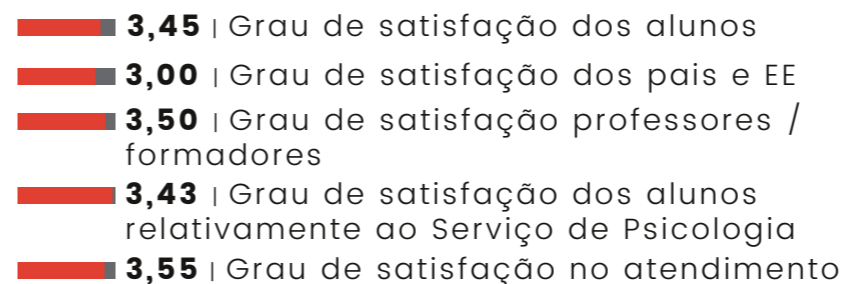 3,45 | Grau de satisfação dos alunos
3,00 | Grau de satisfação dos pais e EE
3,50 | Grau de satisfação professores /
formadores
3,43 | Grau de satisfação dos alunos
relativamente ao Serviço de Psicologia
3,55 | Grau de satisfação no atendimento